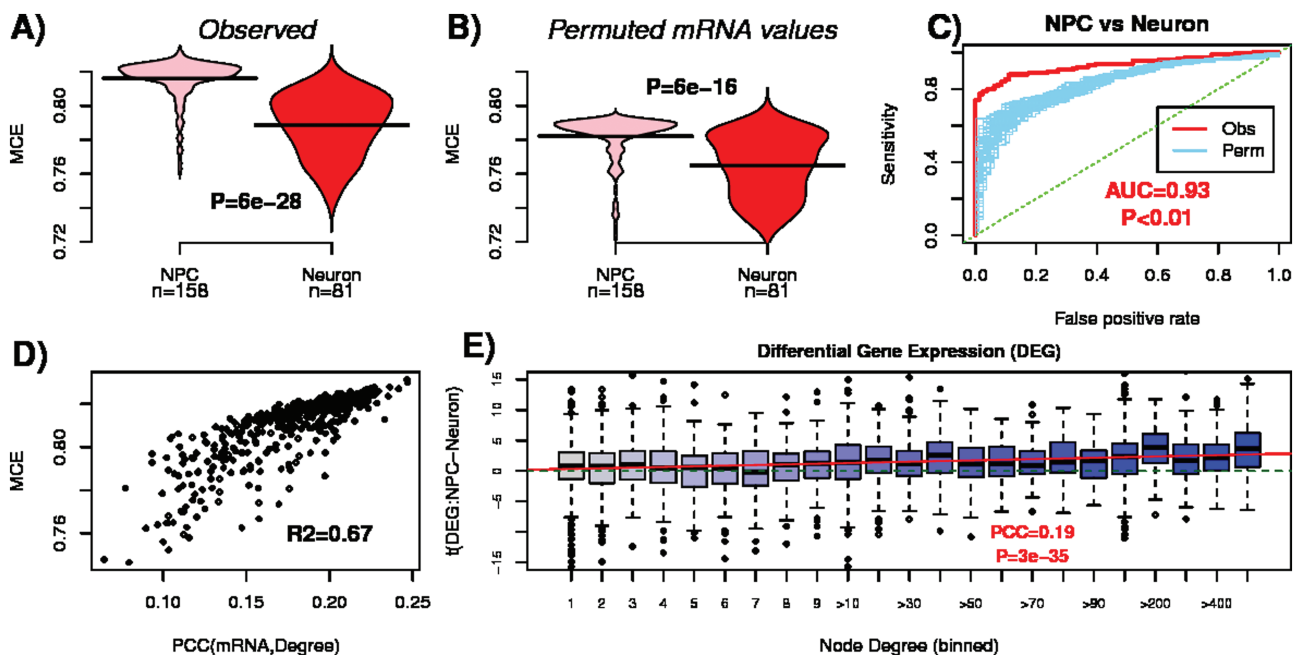 A)
Observed
MCE
0.80
0.76
0.72
P=6e-28
NPC
n=158
Neuron
n=81
B)
Permuted mRNA values
MCE
0.80
0.76
0.72
P=6e-16
NPC
n=158
Neuron
n=81
C)
NPC vs Neuron
Sensitivity
0.8
0.4
0.0
Obs
Perm
AUC=0.93
P<0.01
0.0 0.2 0.4 0.6 0.8 1.0
False positive rate
D)
MCE
0.80
0.76
R2=0.67
0.10 0.15 0.20 0.25
PCC(mRNA,Degree)
E)
Differential Gene Expression (DEG)
t(DEG:NPC-Neuron)
15
10
5
0
-5
-15
PCC=0.19
P=3e-35
1 2 3 4 5 6 7 8 9 >10 >30 >50 >70 >90 >200 >400
Node Degree (binned)